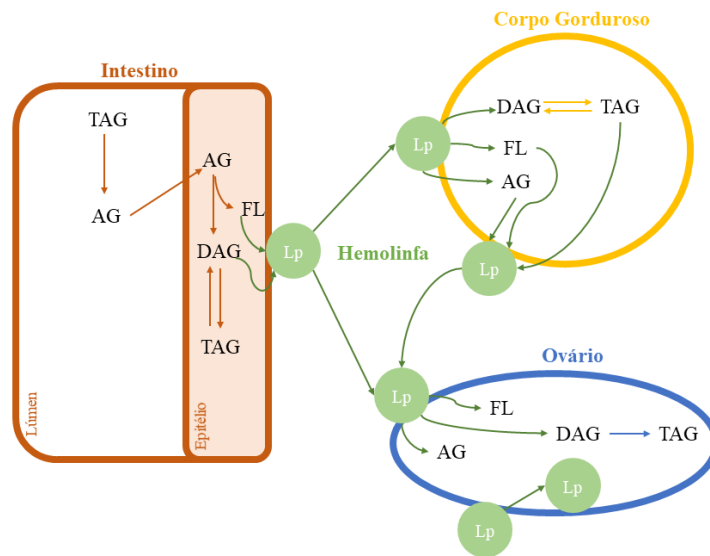 Corpo Gorduroso
Intestino
TAG
AG
Lúmen
AG
FL
DAG
TAG
Epitélio
Lp
Hemolinfa
Lp
DAG
TAG
FL
AG
Lp
Ovário
Lp
FL
AG
DAG
TAG
Lp
Lp